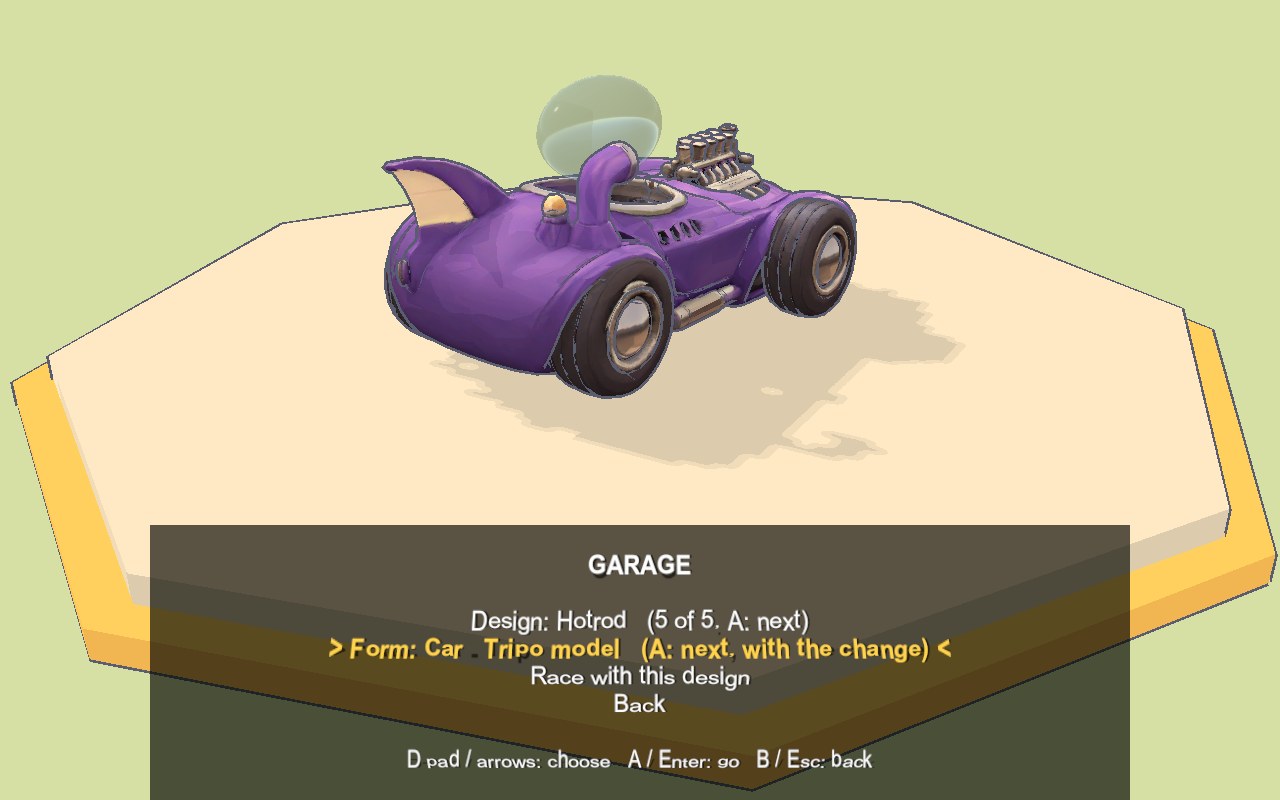 GARAGE
Design: Hotrod (5 of 5. A: next)
> Form: Car - Tripo model (A: next, with the change) <
Race with this design
Back
D pad / arrows: choose A / Enter: go B / Esc: back